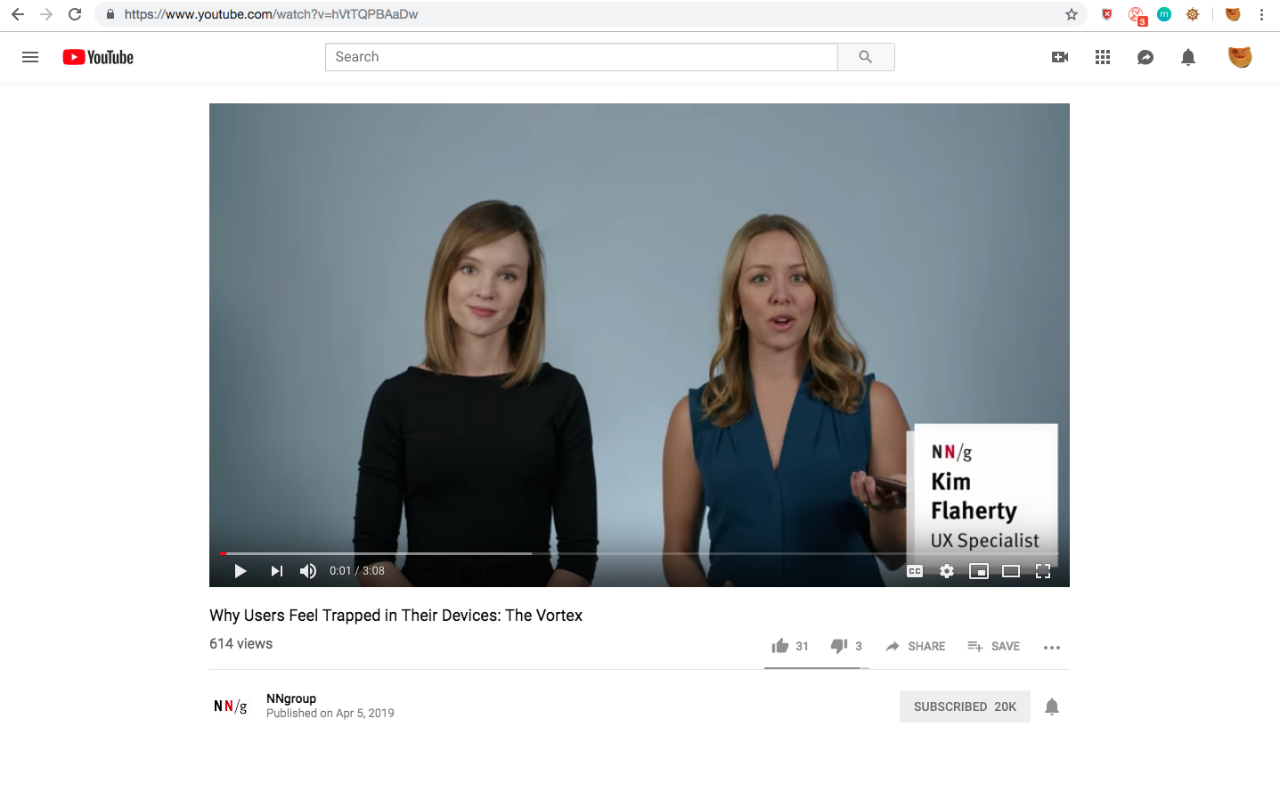 https://www.youtube.com/watch?v=hVtTQPBAaDw
3
m
YouTube
Search
NN/g
Kim
Flaherty
UX Specialist
0:01 / 3:08
CC
Why Users Feel Trapped in Their Devices: The Vortex
614 views
31
3
SHARE
SAVE
NN/g
NNgroup
Published on Apr 5, 2019
SUBSCRIBED 20K